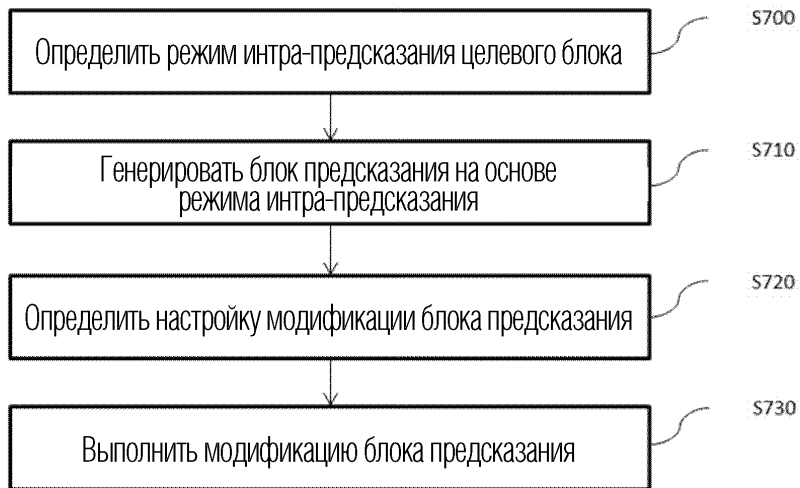 Определить режим интра-предсказания целевого блока
S700
Генерировать блок предсказания на основе
режима интра-предсказания
S710
Определить настройку модификации блока предсказания
S720
Выполнить модификацию блока предсказания
S730